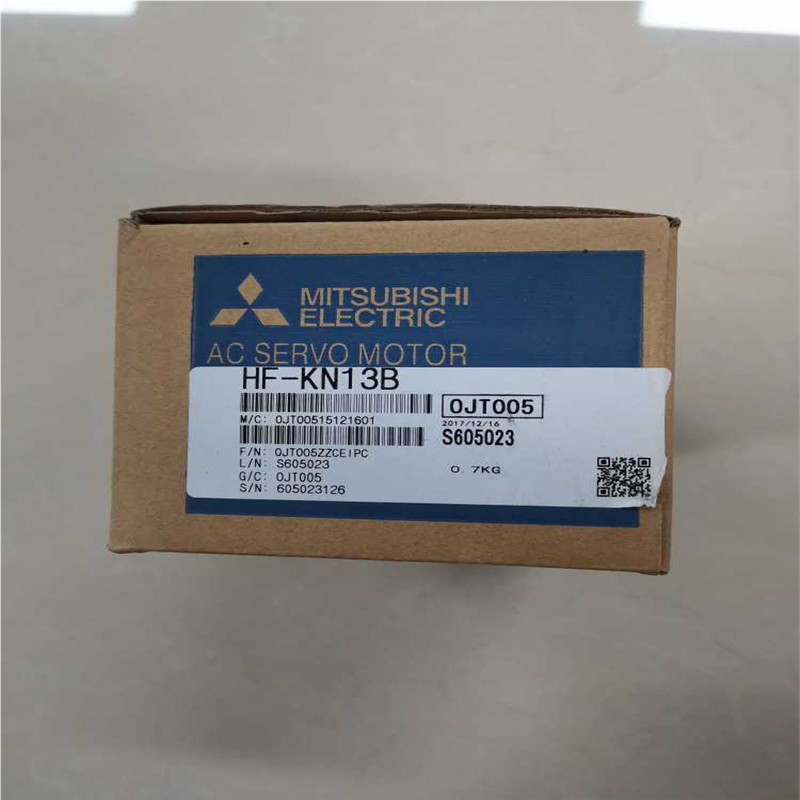 MITSUBISHI
ELECTRIC
AC SERVO MOTOR
HF-KN13B
M/C: 0JT00515121601
F/N: 0JT005ZZCEIPC
L/N: S605023
G/C: 0JT005
S/N: 605023126
0JT005
2017/12/16
S605023
0.7KG